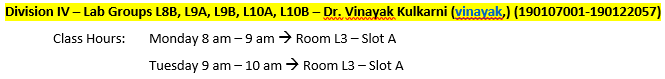 Division IV – Lab Groups L8B, L9A, L9B, L10A, L10B – Dr. Vinayak Kulkarni (vinayak,) (190107001-190122057)
Class Hours: Monday 8 am – 9 am → Room L3 – Slot A
Tuesday 9 am – 10 am → Room L3 – Slot A